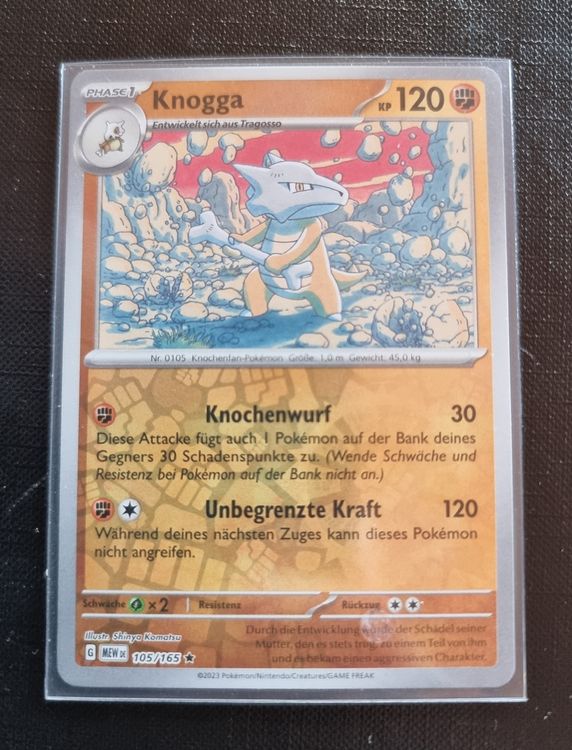 PHASE 1 Knogga KP 120
Entwickelt sich aus Tragosso
Nr. 0105 Knochenfan-Pokémon Größe: 1,0 m Gewicht: 45,0 kg
Knochenwurf 30
Diese Attacke fügt auch 1 Pokémon auf der Bank deines
Gegners 30 Schadenspunkte zu. (Wende Schwäche und
Resistenz bei Pokémon auf der Bank nicht an.)
Unbegrenzte Kraft 120
Während deines nächsten Zuges kann dieses Pokémon
nicht angreifen.
Schwäche ×2 Resistenz Rückzug
Illustr. Shinya Komatsu
G MEW DE 105/165
Durch die Entwicklung wurde der Schädel seiner
Mutter, den es stets trug, zu einem Teil von ihm
und es bekam einen aggressiven Charakter.
©2023 Pokémon/Nintendo/Creatures/GAME FREAK